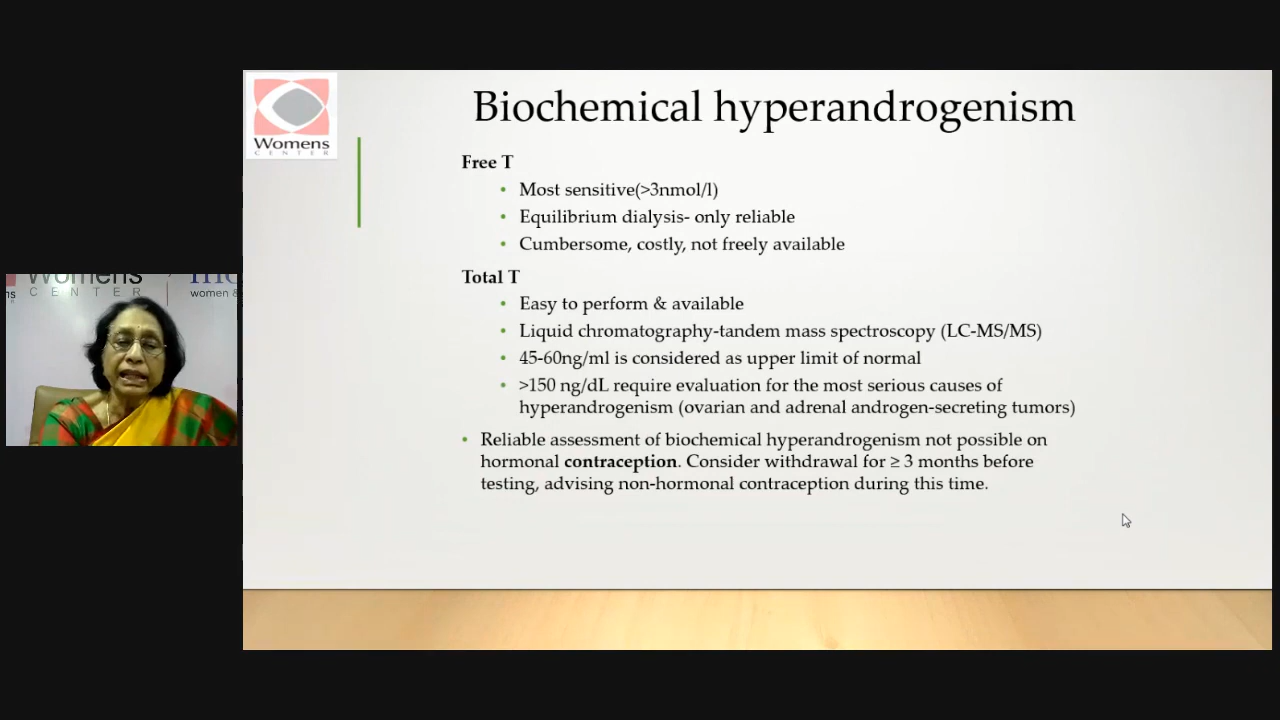 Womens
CENTER
Biochemical hyperandrogenism
Free T
• Most sensitive(>3nmol/l)
• Equilibrium dialysis- only reliable
• Cumbersome, costly, not freely available
Total T
• Easy to perform & available
• Liquid chromatography-tandem mass spectroscopy (LC-MS/MS)
• 45-60ng/ml is considered as upper limit of normal
• >150 ng/dL require evaluation for the most serious causes of
hyperandrogenism (ovarian and adrenal androgen-secreting tumors)
• Reliable assessment of biochemical hyperandrogenism not possible on
hormonal contraception. Consider withdrawal for ≥ 3 months before
testing, advising non-hormonal contraception during this time.
Womens
CENTER
women &